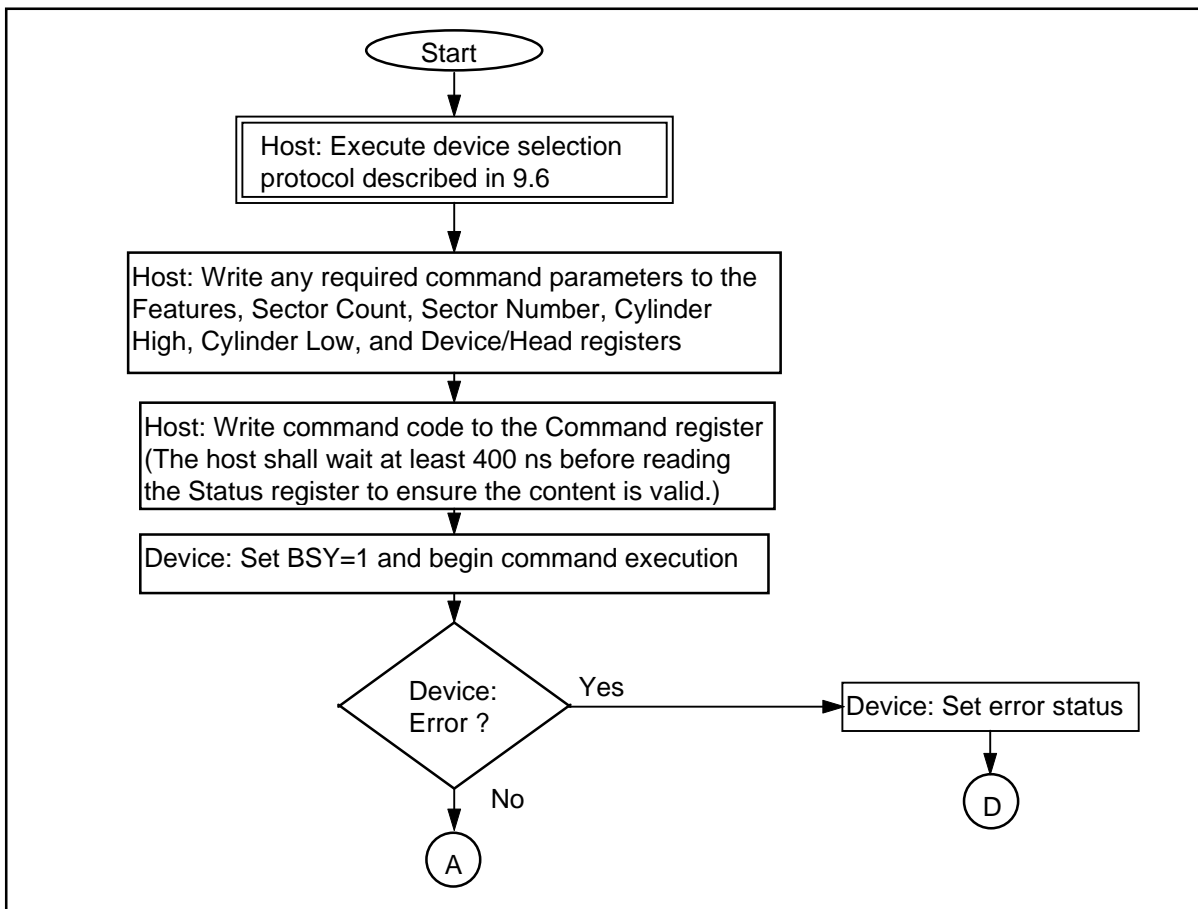 Start
Host: Execute device selection
protocol described in 9.6
Host: Write any required command parameters to the
Features, Sector Count, Sector Number, Cylinder
High, Cylinder Low, and Device/Head registers
Host: Write command code to the Command register
(The host shall wait at least 400 ns before reading
the Status register to ensure the content is valid.)
Device: Set BSY=1 and begin command execution
Device:
Error ?
Yes
Device: Set error status
No
D
A